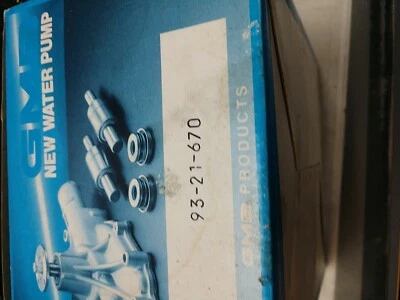 GMB
NEW WATER PUMP
93-21-670
GMB PRODUCTS